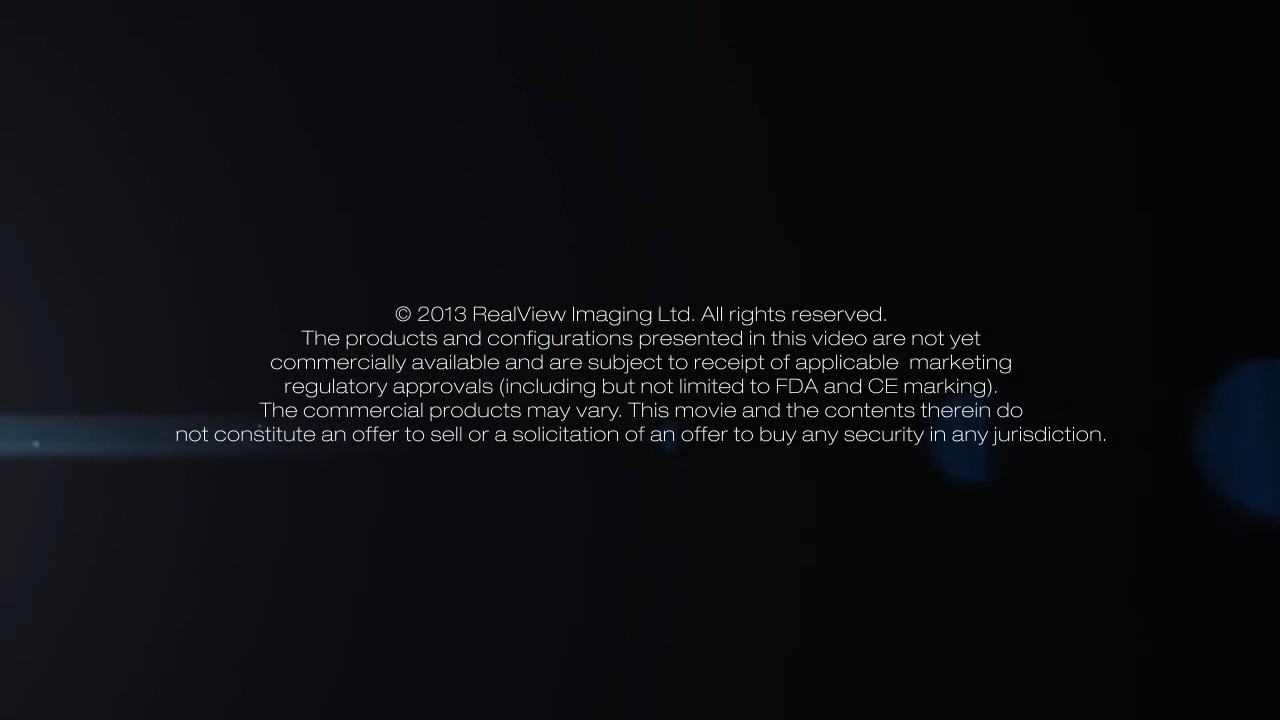 © 2013 RealView Imaging Ltd. All rights reserved.
The products and configurations presented in this video are not yet
commercially available and are subject to receipt of applicable  marketing
regulatory approvals (including but not limited to FDA and CE marking).
The commercial products may vary. This movie and the contents therein do
not constitute an offer to sell or a solicitation of an offer to buy any security in any jurisdiction.